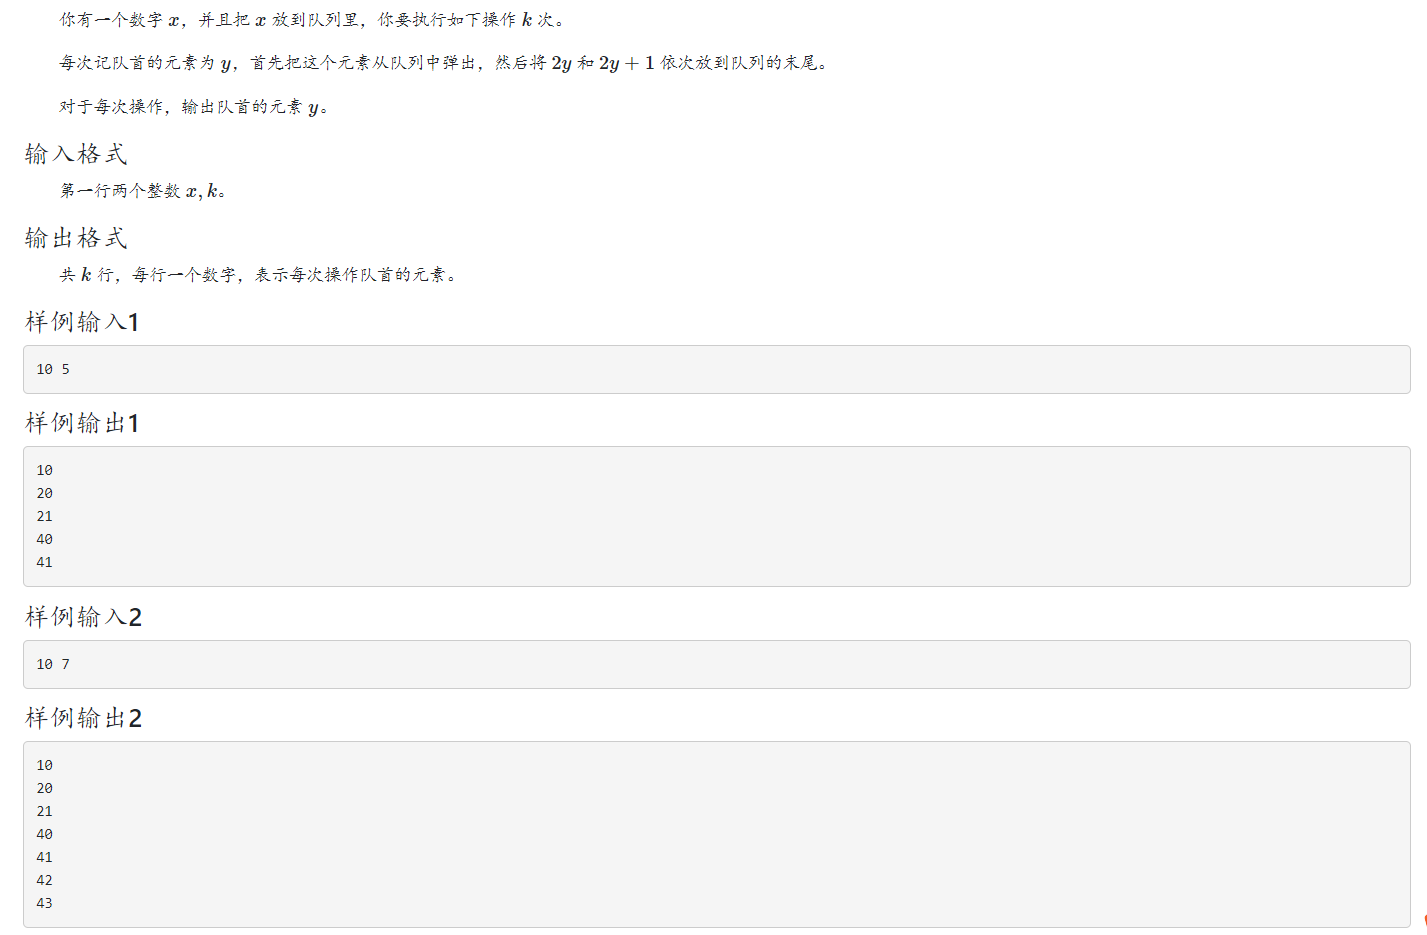 你有一个数字 x，并且把 x 放到队列里，你要执行如下操作 k 次。
每次记队首的元素为 y，首先把这个元素从队列中弹出，然后将 2y 和 2y + 1 依次放到队列的末尾。
对于每次操作，输出队首的元素 y。
输入格式
第一行两个整数 x, k。
输出格式
共 k 行，每行一个数字，表示每次操作队首的元素。
样例输入1
10 5
样例输出1
10
20
21
40
41
样例输入2
10 7
样例输出2
10
20
21
40
41
42
43